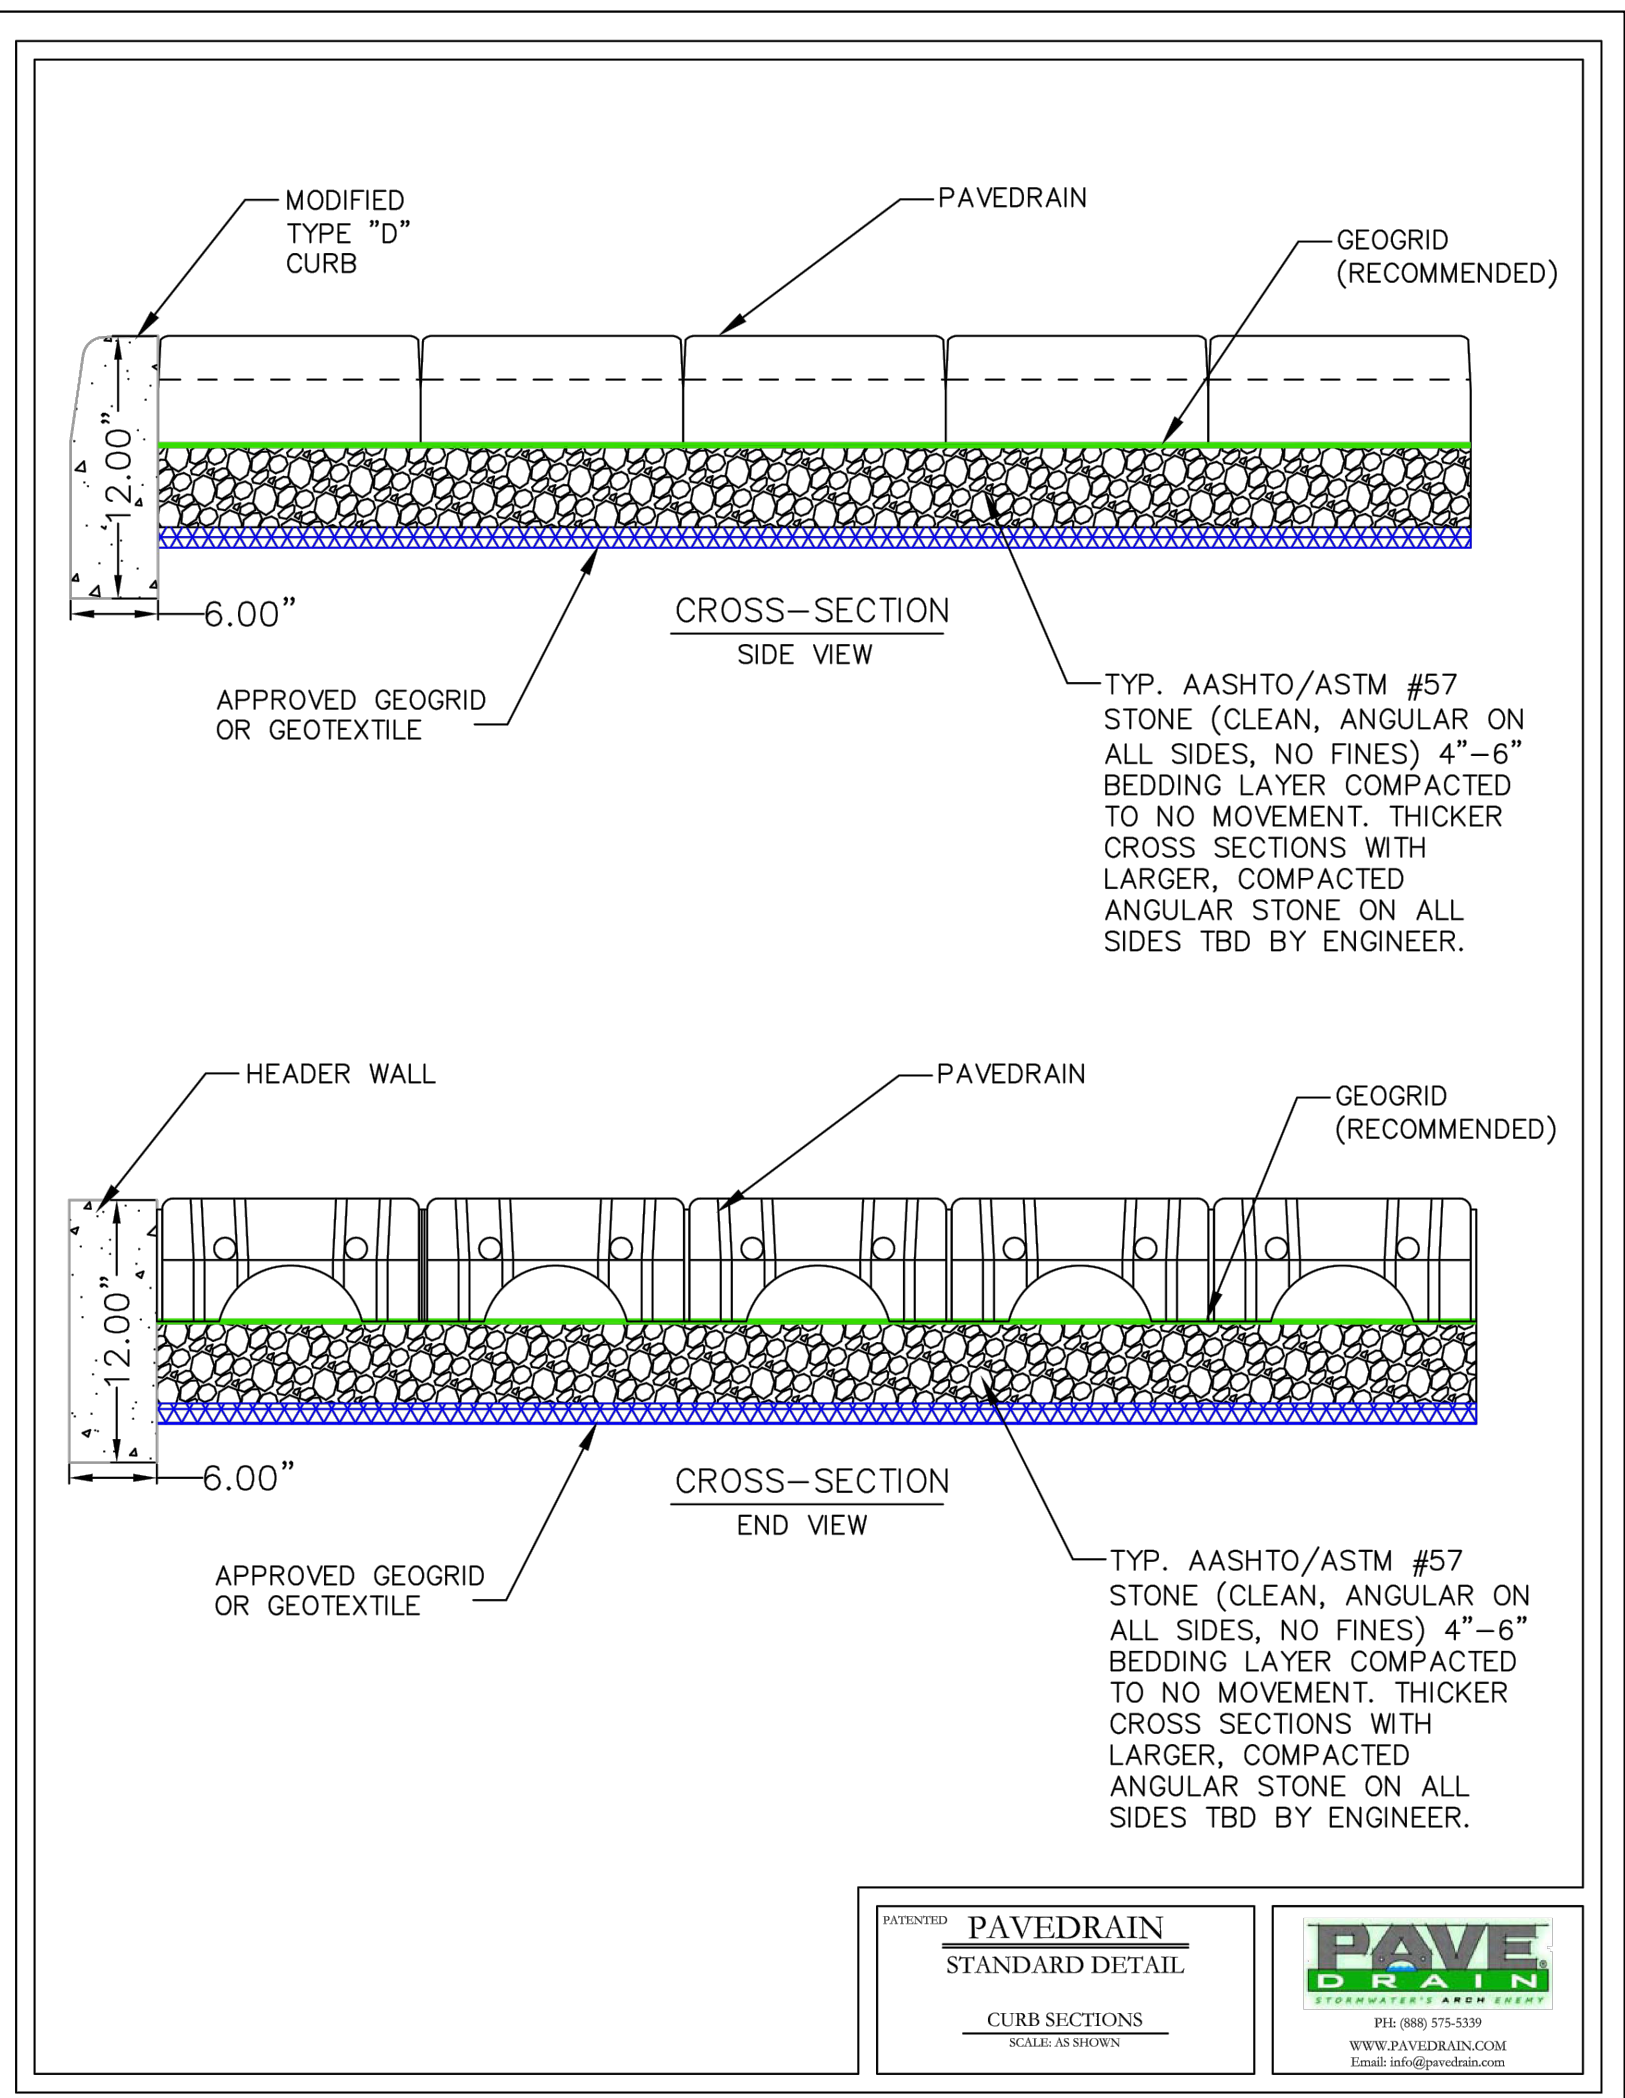 MODIFIED
TYPE "D"
CURB
PAVEDRAIN
GEOGRID
(RECOMMENDED)
12.00"
6.00"
CROSS-SECTION
SIDE VIEW
APPROVED GEOGRID
OR GEOTEXTILE
TYP. AASHTO/ASTM #57
STONE (CLEAN, ANGULAR ON
ALL SIDES, NO FINES) 4"-6"
BEDDING LAYER COMPACTED
TO NO MOVEMENT. THICKER
CROSS SECTIONS WITH
LARGER, COMPACTED
ANGULAR STONE ON ALL
SIDES TBD BY ENGINEER.
HEADER WALL
PAVEDRAIN
GEOGRID
(RECOMMENDED)
12.00"
6.00"
CROSS-SECTION
END VIEW
APPROVED GEOGRID
OR GEOTEXTILE
TYP. AASHTO/ASTM #57
STONE (CLEAN, ANGULAR ON
ALL SIDES, NO FINES) 4"-6"
BEDDING LAYER COMPACTED
TO NO MOVEMENT. THICKER
CROSS SECTIONS WITH
LARGER, COMPACTED
ANGULAR STONE ON ALL
SIDES TBD BY ENGINEER.
PATENTED PAVEDRAIN
STANDARD DETAIL
CURB SECTIONS
SCALE: AS SHOWN
PAVE
DRAIN®
STORMWATER'S ARCH ENEMY
PH: (888) 575-5339
WWW.PAVEDRAIN.COM
Email: info@pavedrain.com